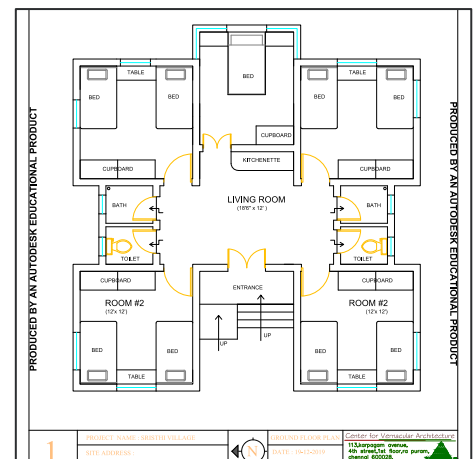 PRODUCED BY AN AUTODESK EDUCATIONAL PRODUCT
PRODUCED BY AN AUTODESK EDUCATIONAL PRODUCT
TABLE
BED
BED
CUPBOARD
BED
CUPBOARD
KITCHENETTE
TABLE
BED
BED
CUPBOARD
BATH
LIVING ROOM
(16'6" x 12' )
BATH
TOILET
TOILET
CUPBOARD
ROOM #2
(12'x 12')
BED
BED
TABLE
ENTRANCE
UP
UP
CUPBOARD
ROOM #2
(12'x 12')
BED
BED
TABLE
1
PROJECT NAME : SRISTHI VILLAGE
SITE ADDRESS :
N
GROUND FLOOR PLAN
DATE : 19-12-2019
Center for Vernacular Architecture
113,karpagam avenue,
4th street,1st floor,ra puram,
chennai 600028.